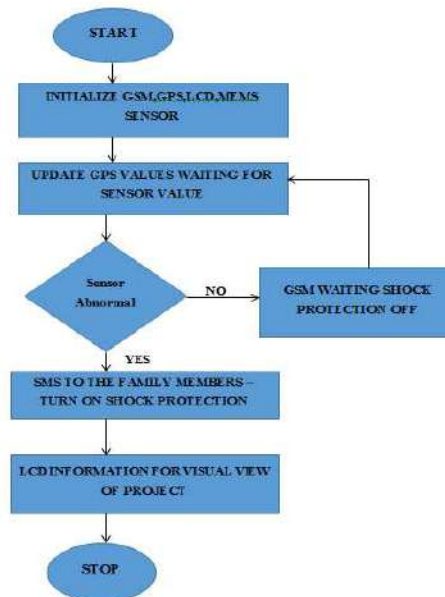 START
INITIALIZE GSM,GPS,LCD,MEMS
SENSOR
UPDATE GPS VALUES WAITING FOR
SENSOR VALUE
Sensor
Abnormal
NO
GSM WAITING SHOCK
PROTECTION OFF
YES
SMS TO THE FAMILY MEMBERS –
TURN ON SHOCK PROTECTION
LCD INFORMATION FOR VISUAL VIEW
OF PROJECT
STOP